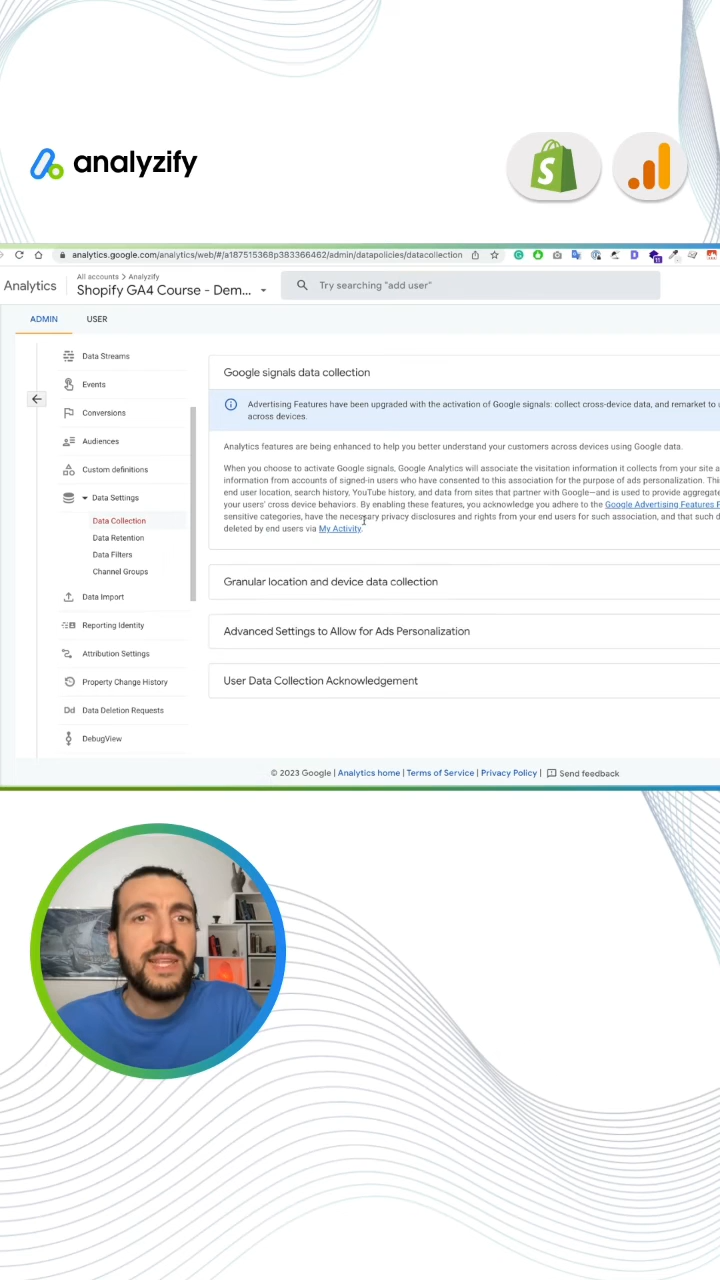 analyzify
analytics.google.com/analytics/web/#/a187515368p383366462/admin/datapolicies/datacollection
Analytics
All accounts > Analyzify
Shopify GA4 Course - Dem...
Try searching "add user"
ADMIN
USER
Data Streams
Events
Conversions
Audiences
Custom definitions
Data Settings
Data Collection
Data Retention
Data Filters
Channel Groups
Data Import
Reporting Identity
Attribution Settings
Property Change History
Dd Data Deletion Requests
DebugView
Google signals data collection
Advertising Features have been upgraded with the activation of Google signals: collect cross-device data, and remarket to
across devices.
Analytics features are being enhanced to help you better understand your customers across devices using Google data.
When you choose to activate Google signals, Google Analytics will associate the visitation information it collects from your site
information from accounts of signed-in users who have consented to this association for the purpose of ads personalization.
end user location, search history, YouTube history, and data from sites that partner with Google—and is used to provide
your users' cross device behaviors. By enabling these features, you acknowledge you adhere to the Google Advertising Features
sensitive categories, have the necessary privacy disclosures and rights from your end users for such association, and that such
deleted by end users via My Activity.
Granular location and device data collection
Advanced Settings to Allow for Ads Personalization
User Data Collection Acknowledgement
© 2023 Google | Analytics home | Terms of Service | Privacy Policy | Send feedback